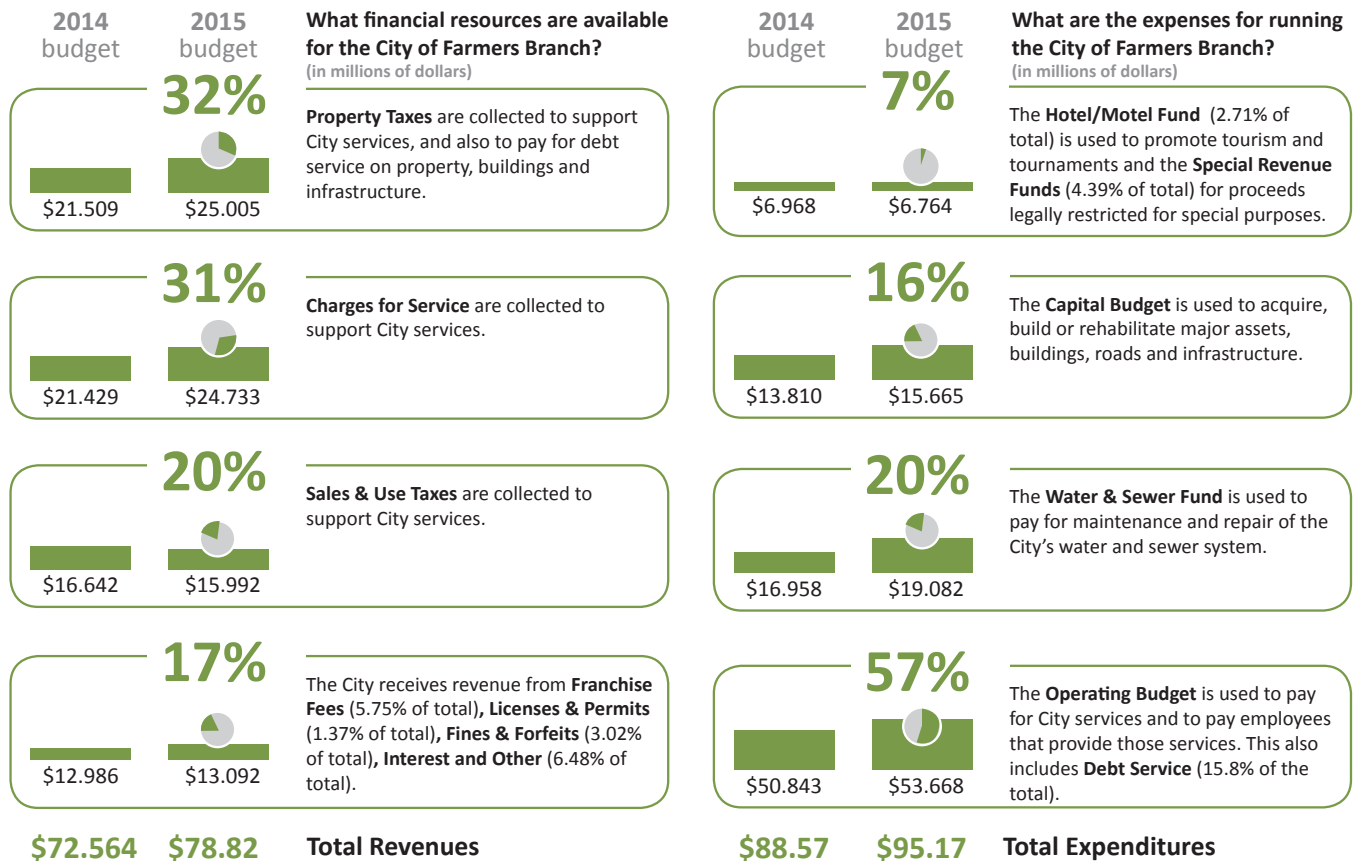 2014
budget
2015
budget
What financial resources are available
for the City of Farmers Branch?
(in millions of dollars)
32%
Property Taxes are collected to support
City services, and also to pay for debt
service on property, buildings and
infrastructure.
$21.509
$25.005
31%
Charges for Service are collected to
support City services.
$21.429
$24.733
20%
Sales & Use Taxes are collected to
support City services.
$16.642
$15.992
17%
The City receives revenue from Franchise
Fees (5.75% of total), Licenses & Permits
(1.37% of total), Fines & Forfeits (3.02%
of total), Interest and Other (6.48% of
total).
$12.986
$13.092
$72.564
$78.82
Total Revenues
2014
budget
2015
budget
What are the expenses for running
the City of Farmers Branch?
(in millions of dollars)
7%
The Hotel/Motel Fund (2.71% of
total) is used to promote tourism and
tournaments and the Special Revenue
Funds (4.39% of total) for proceeds
legally restricted for special purposes.
$6.968
$6.764
16%
The Capital Budget is used to acquire,
build or rehabilitate major assets,
buildings, roads and infrastructure.
$13.810
$15.665
20%
The Water & Sewer Fund is used to
pay for maintenance and repair of the
City's water and sewer system.
$16.958
$19.082
57%
The Operating Budget is used to pay
for City services and to pay employees
that provide those services. This also
includes Debt Service (15.8% of the
total).
$50.843
$53.668
$88.57
$95.17
Total Expenditures